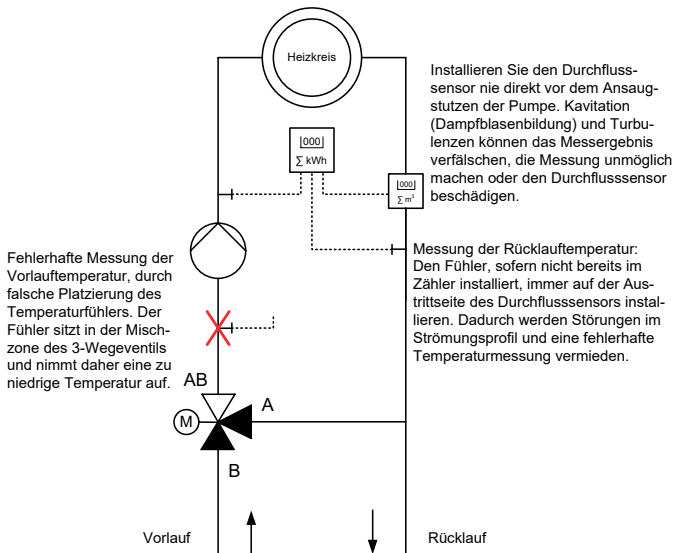 Heizkreis
Installieren Sie den Durchfluss-
sensor nie direkt vor dem Ansaug-
stutzen der Pumpe. Kavitation
(Dampfblasenbildung) und Turbu-
lenzen können das Messergebnis
verfälschen, die Messung unmöglich
machen oder den Durchflusssensor
beschädigen.
|000|
∑ kWh
|000|
∑ m³
Fehlerhafte Messung der
Vorlauftemperatur, durch
falsche Platzierung des
Temperaturfühlers. Der
Fühler sitzt in der Misch-
zone des 3-Wegeventils
und nimmt daher eine zu
niedrige Temperatur auf.
Messung der Rücklauftemperatur:
Den Fühler, sofern nicht bereits im
Zähler installiert, immer auf der Aus-
trittseite des Durchflusssensors instal-
lieren. Dadurch werden Störungen im
Strömungsprofil und eine fehlerhafte
Temperaturmessung vermieden.
AB
A
M
B
Vorlauf
Rücklauf